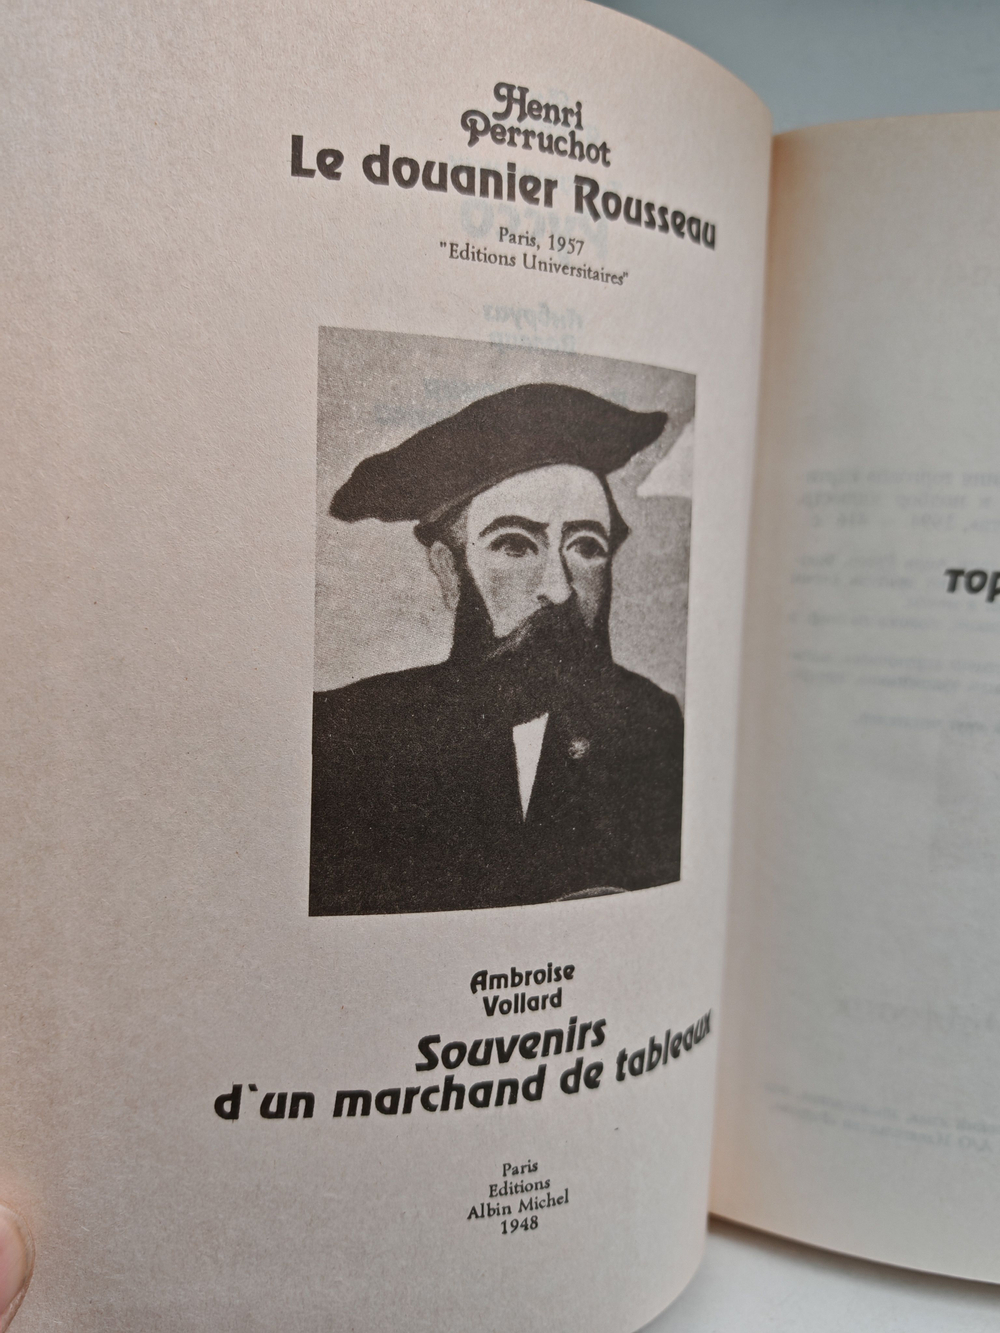 Henri
Perruchot
Le douanier Rousseau
Paris, 1957
"Editions Universitaires"
Ambroise
Vollard
Souvenirs
d`un marchand de tableaux
Paris
Editions
Albin Michel
1948